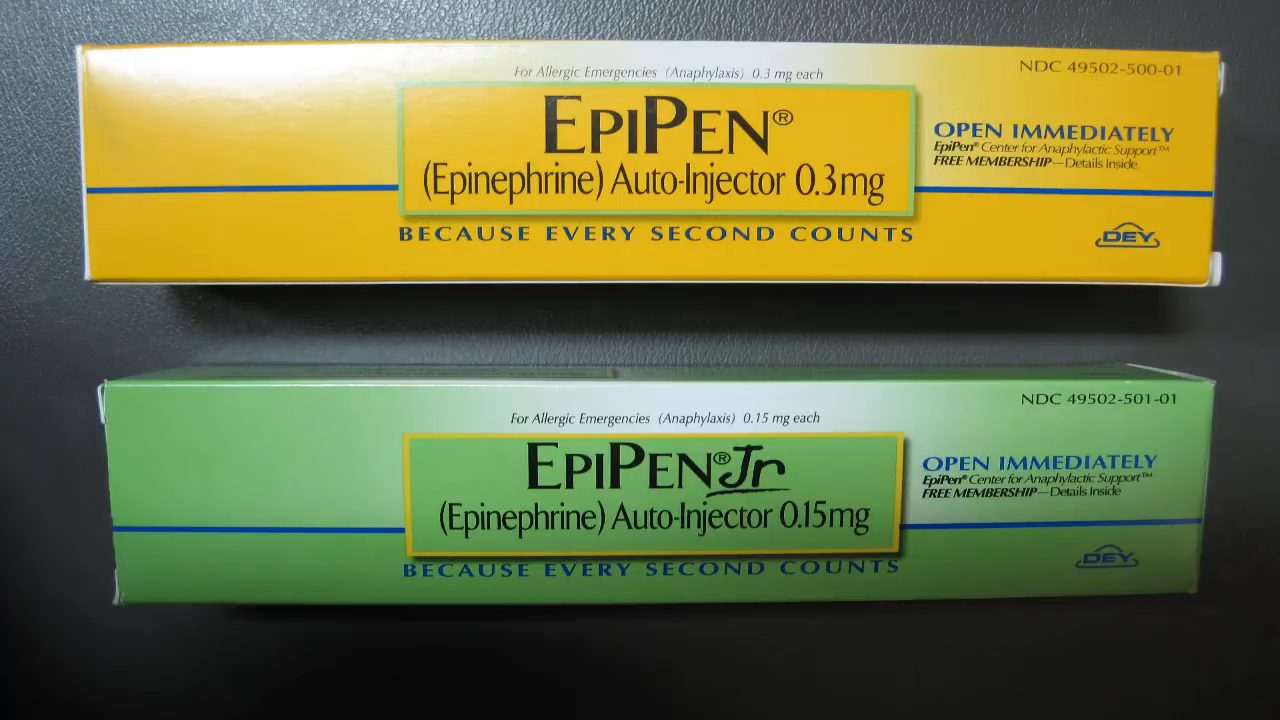 For Allergic Emergencies (Anaphylaxis) 0.3 mg each
NDC 49502-500-01
EPIPEN®
(Epinephrine) Auto-Injector 0.3mg
OPEN IMMEDIATELY
EpiPen® Center for Anaphylactic Support™
FREE MEMBERSHIP—Details Inside
BECAUSE EVERY SECOND COUNTS
DEY
For Allergic Emergencies (Anaphylaxis) 0.15 mg each
NDC 49502-501-01
EPIPEN®Jr
(Epinephrine) Auto-Injector 0.15mg
OPEN IMMEDIATELY
EpiPen® Center for Anaphylactic Support™
FREE MEMBERSHIP—Details Inside
BECAUSE EVERY SECOND COUNTS
DEY